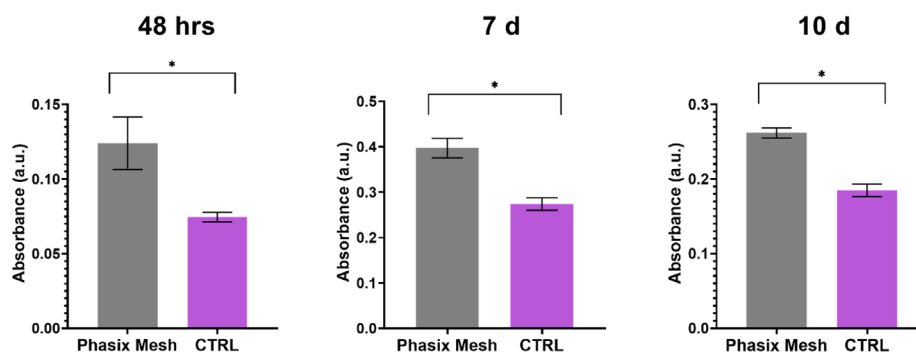 48 hrs
*
Absorbance (a.u.)
0.15
0.10
0.05
0.00
Phasix Mesh CTRL
7 d
*
Absorbance (a.u.)
0.5
0.4
0.3
0.2
0.1
0.0
Phasix Mesh CTRL
10 d
*
Absorbance (a.u.)
0.3
0.2
0.1
0.0
Phasix Mesh CTRL